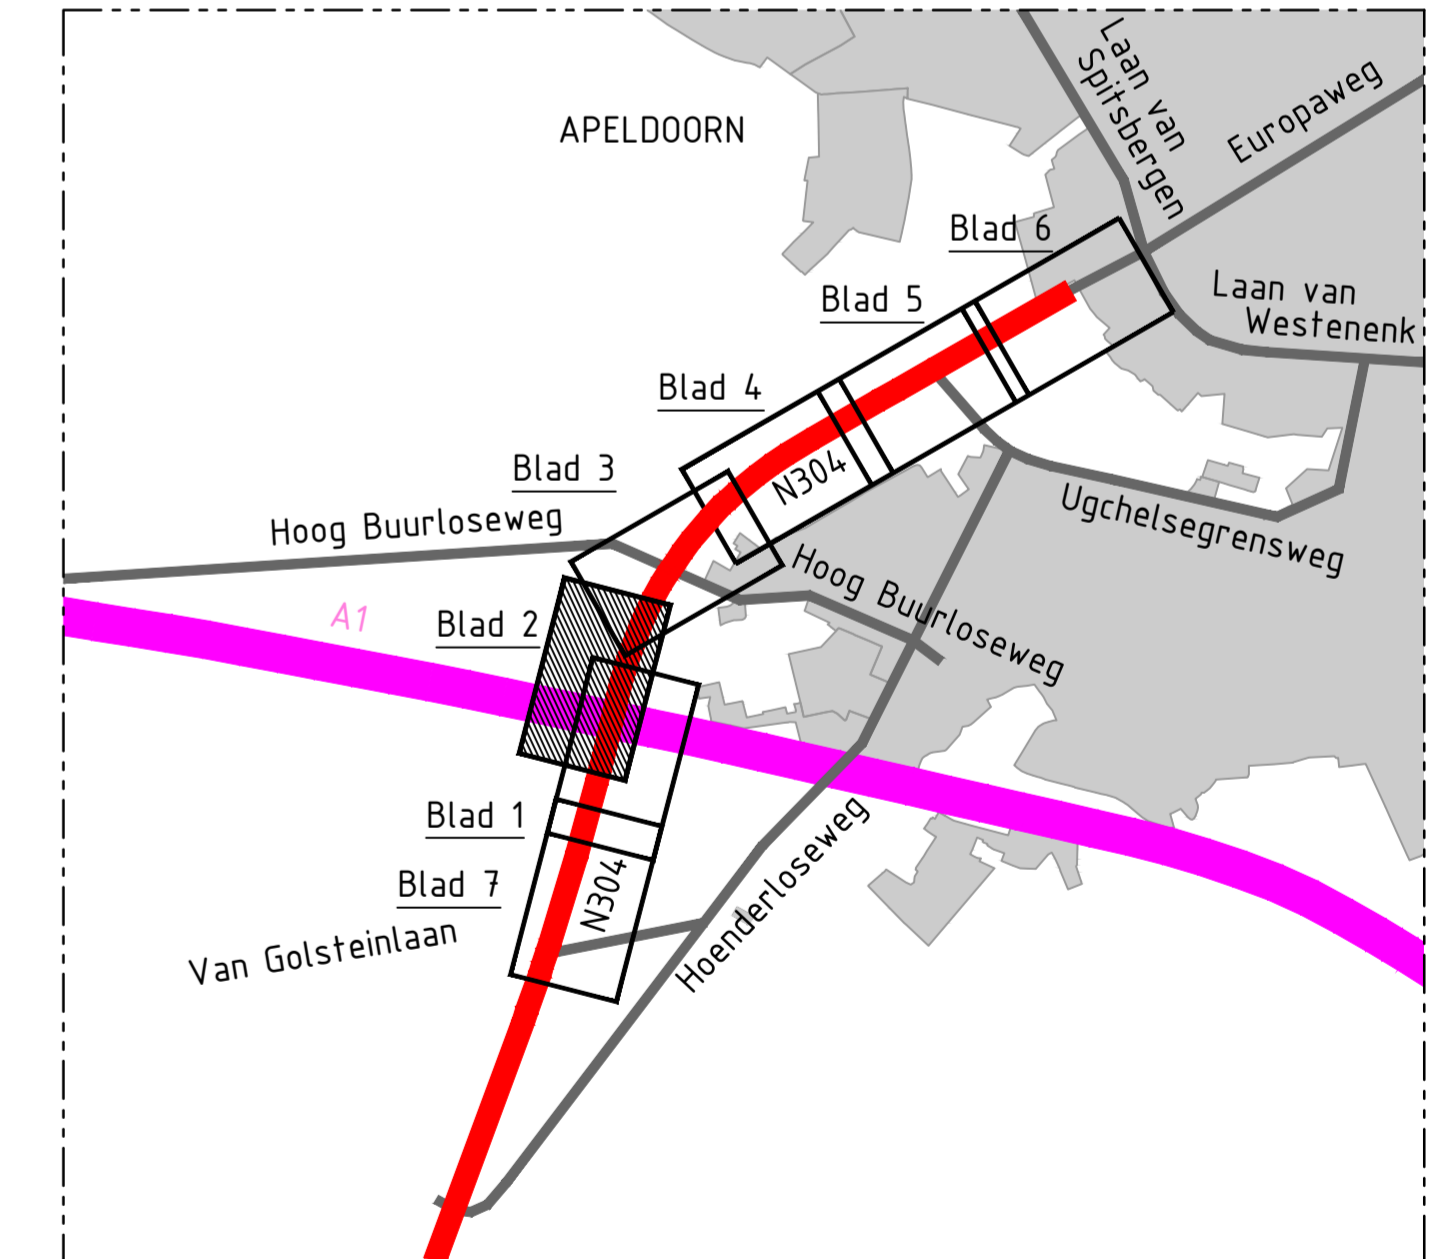 Laan van
Spitsbergen
Europaweg
APELDOORN
Blad 6
Laan van
Westenenk
Blad 5
Blad 4
N304
Blad 3
Hoog Buurloseweg
Ugchelsegrensweg
Hoog Buurloseweg
A1
Blad 2
Blad 1
Blad 7
N304
Hoenderloseweg
Van Golsteinlaan